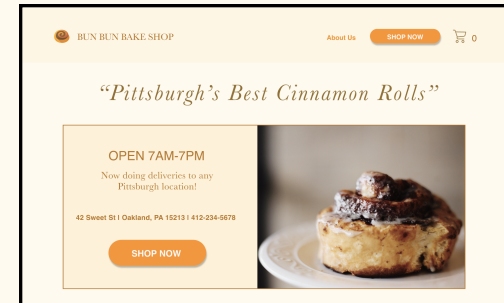 BUN BUN BAKE SHOP
About Us
SHOP NOW
0
“Pittsburgh’s Best Cinnamon Rolls”
OPEN 7AM-7PM
Now doing deliveries to any
Pittsburgh location!
42 Sweet St I Oakland, PA 15213 I 412-234-5678
SHOP NOW